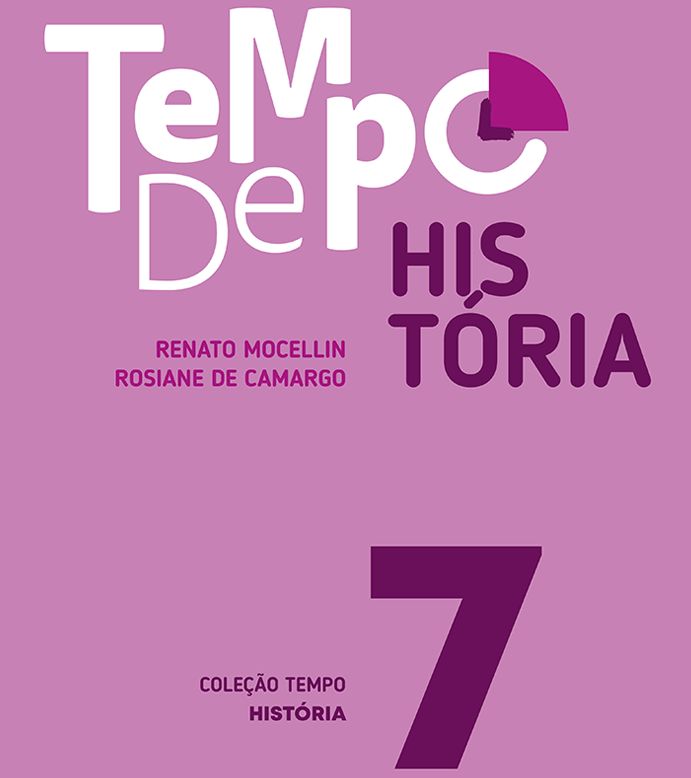 TeMpo
De
HIS
TÓRIA
RENATO MOCELLIN
ROSIANE DE CAMARGO
7
COLEÇÃO TEMPO
HISTÓRIA